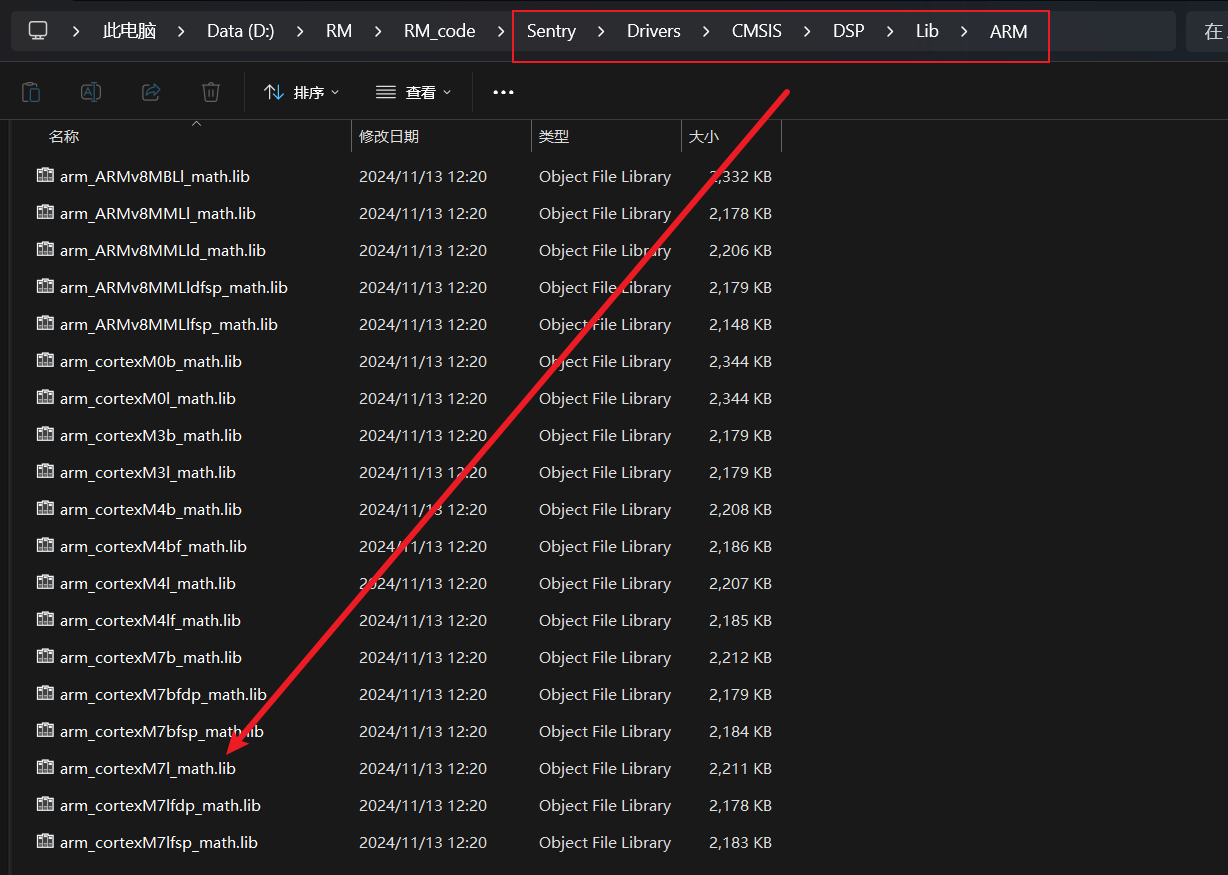 此电脑 > Data (D:) > RM > RM_code > Sentry > Drivers > CMSIS > DSP > Lib > ARM 在
排序 查看 •••
名称 修改日期 类型 大小
arm_ARMv8MBLl_math.lib 2024/11/13 12:20 Object File Library 2,332 KB
arm_ARMv8MMLl_math.lib 2024/11/13 12:20 Object File Library 2,178 KB
arm_ARMv8MMLld_math.lib 2024/11/13 12:20 Object File Library 2,206 KB
arm_ARMv8MMLldfsp_math.lib 2024/11/13 12:20 Object File Library 2,179 KB
arm_ARMv8MMLlfsp_math.lib 2024/11/13 12:20 Object File Library 2,148 KB
arm_cortexM0b_math.lib 2024/11/13 12:20 Object File Library 2,344 KB
arm_cortexM0l_math.lib 2024/11/13 12:20 Object File Library 2,344 KB
arm_cortexM3b_math.lib 2024/11/13 12:20 Object File Library 2,179 KB
arm_cortexM3l_math.lib 2024/11/13 12:20 Object File Library 2,179 KB
arm_cortexM4b_math.lib 2024/11/13 12:20 Object File Library 2,208 KB
arm_cortexM4bf_math.lib 2024/11/13 12:20 Object File Library 2,186 KB
arm_cortexM4l_math.lib 2024/11/13 12:20 Object File Library 2,207 KB
arm_cortexM4lf_math.lib 2024/11/13 12:20 Object File Library 2,185 KB
arm_cortexM7b_math.lib 2024/11/13 12:20 Object File Library 2,212 KB
arm_cortexM7bfdp_math.lib 2024/11/13 12:20 Object File Library 2,179 KB
arm_cortexM7bfsp_math.lib 2024/11/13 12:20 Object File Library 2,184 KB
arm_cortexM7l_math.lib 2024/11/13 12:20 Object File Library 2,211 KB
arm_cortexM7lfdp_math.lib 2024/11/13 12:20 Object File Library 2,178 KB
arm_cortexM7lfsp_math.lib 2024/11/13 12:20 Object File Library 2,183 KB